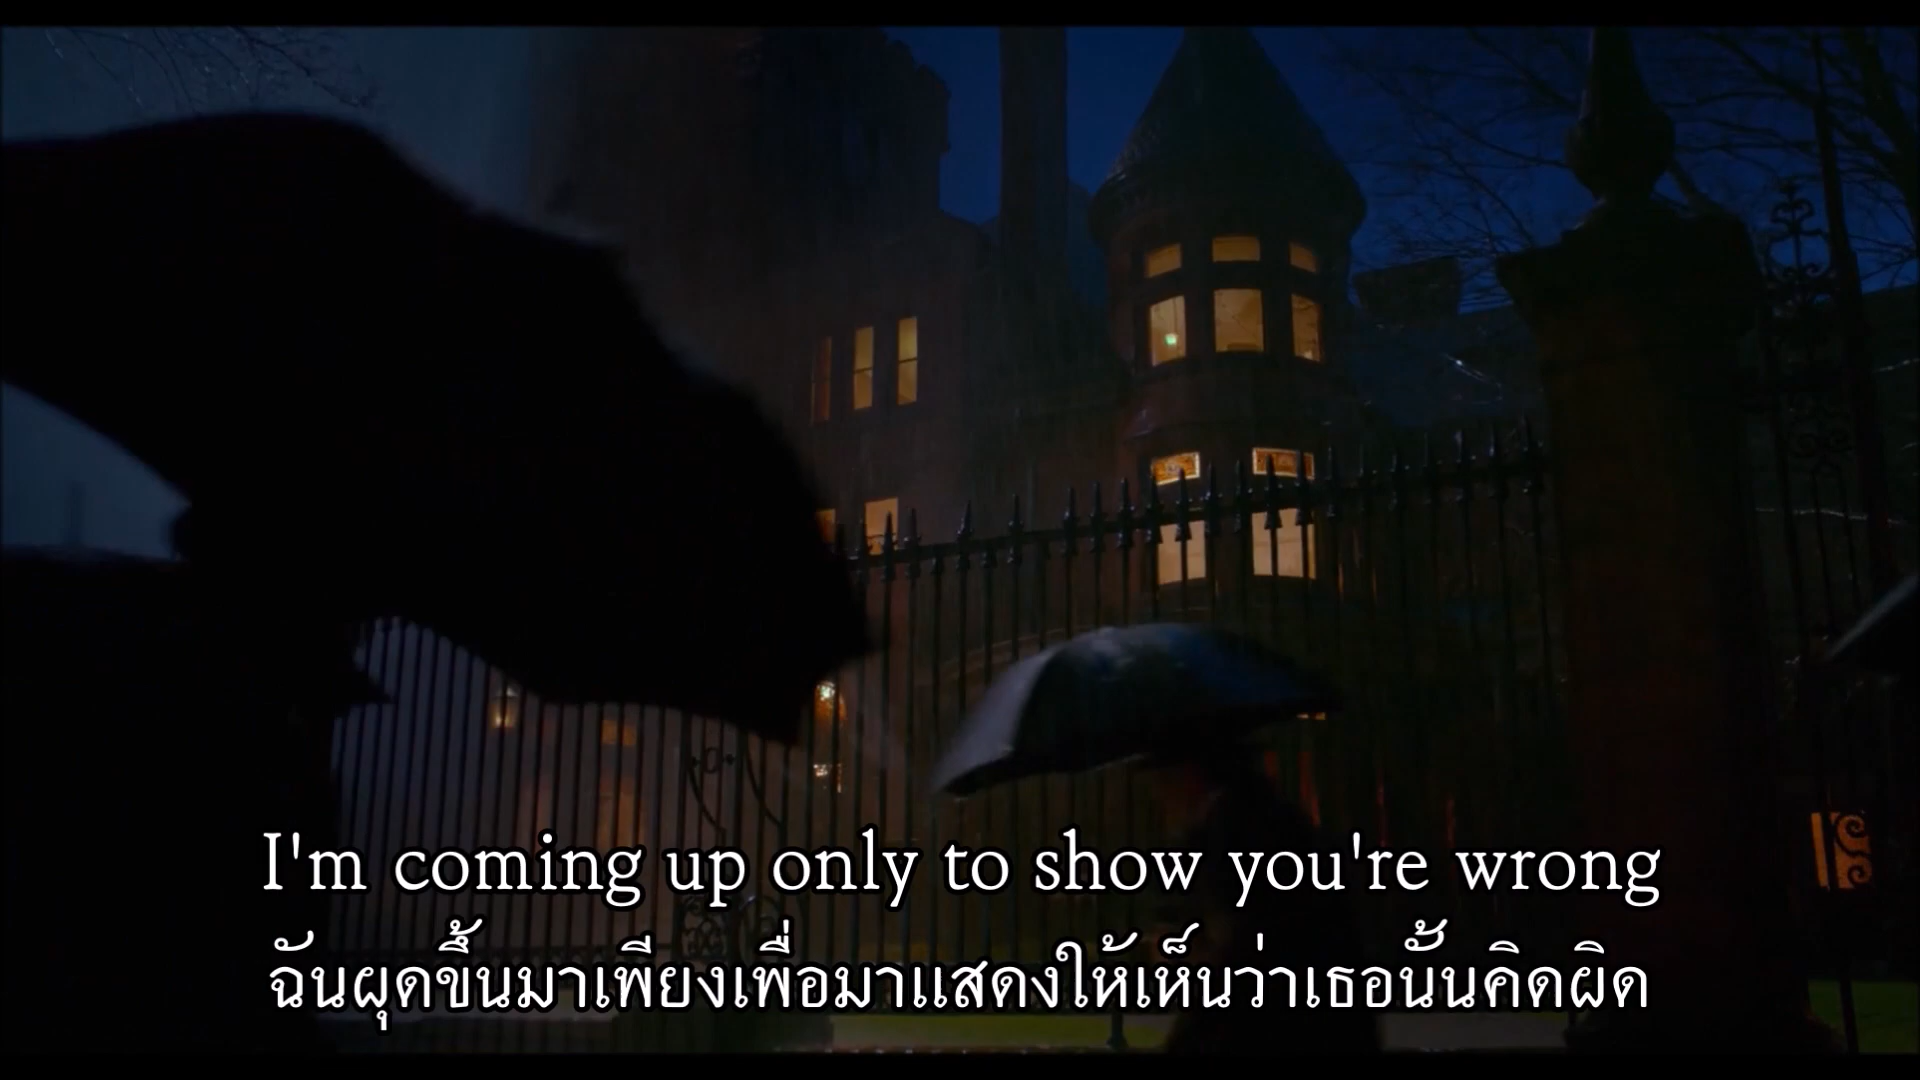 I'm coming up only to show you're wrong
ฉันผุดขึ้นมาเพียงเพื่อมาแสดงให้เห็นว่าเธอนั้นคิดผิด